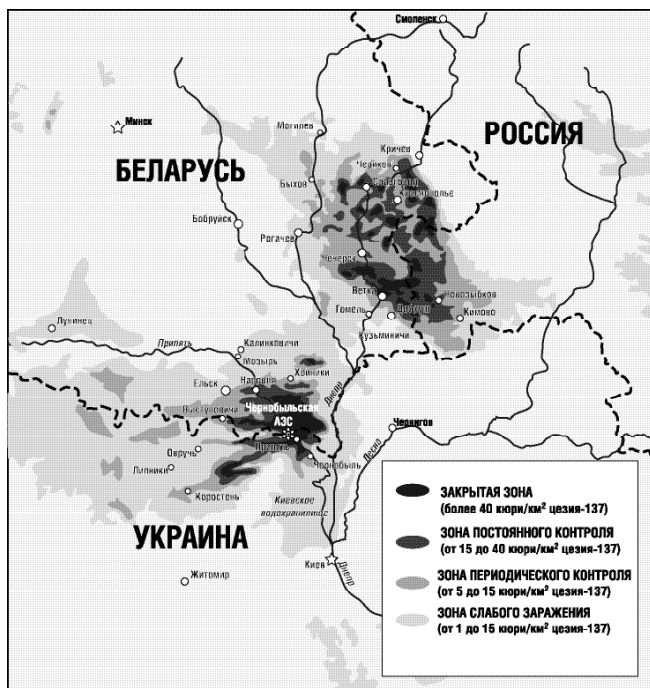 Смоленск
Минск
РОССИЯ
Могилев
Кричев
БЕЛАРУСЬ
Чериков
Быхов
Славгород
Краснополье
Бобруйск
Рогачев
Чечерск
Ветка
Новозыбков
Гомель
Добруш
Кимово
Лунинец
Кузьминичи
Припять
Калинковичи
Мозырь
Хойники
Днепр
Ельск
Наровля
Выступовичи
Чернобыльская
АЗС
Чернигов
Припять
Овручь
Десна
Чернобыль
Липники
Коростень
Киевское
водохранилище
УКРАИНА
Киев
Днепр
Житомир
ЗАКРЫТАЯ ЗОНА
(более 40 кюри/км² цезия-137)
ЗОНА ПОСТОЯННОГО КОНТРОЛЯ
(от 15 до 40 кюри/км² цезия-137)
ЗОНА ПЕРИОДИЧЕСКОГО КОНТРОЛЯ
(от 5 до 15 кюри/км² цезия-137)
ЗОНА СЛАБОГО ЗАРАЖЕНИЯ
(от 1 до 15 кюри/км² цезия-137)